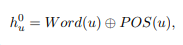 h_u^0 = Word(u) ⊕ POS(u),